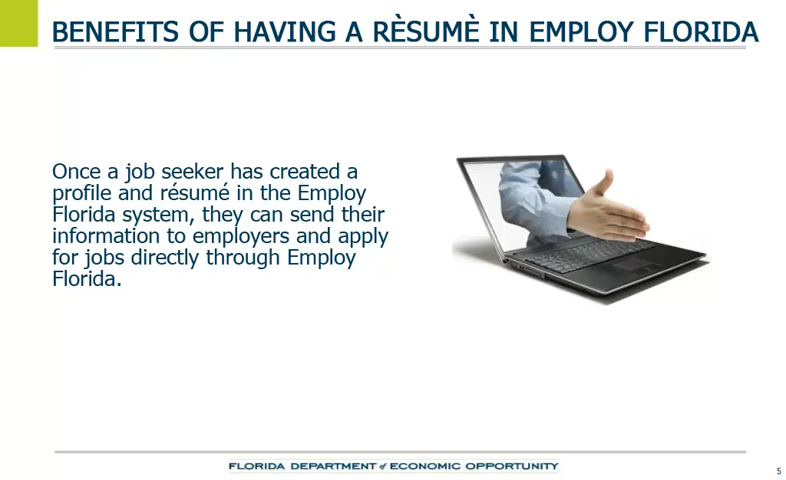 BENEFITS OF HAVING A RÈSUMÈ IN EMPLOY FLORIDA
Once a job seeker has created a
profile and résumé in the Employ
Florida system, they can send their
information to employers and apply
for jobs directly through Employ
Florida.
FLORIDA DEPARTMENT of ECONOMIC OPPORTUNITY
5